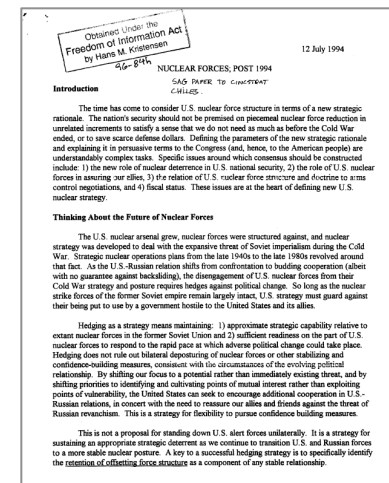 Obtained Under the
Freedom of Information Act
by Hans M. Kristensen
96-84h
12 July 1994
NUCLEAR FORCES; POST 1994
SAG PAPER TO CINCSTRAT
CHILES.
Introduction
The time has come to consider U.S. nuclear force structure in terms of a new strategic
rationale. The nation's security should not be premised on piecemeal nuclear force reduction in
unrelated increments to satisfy a sense that we do not need as much as before the Cold War
ended, or to save scarce defense dollars. Defining the parameters of the new strategic rationale
and explaining it in persuasive terms to the Congress (and, hence, to the American people) are
understandably complex tasks. Specific issues around which consensus should be constructed
include: 1) the new role of nuclear deterrence in U.S. national security, 2) the role of U.S. nuclear
forces in assuring our allies, 3) the relation of U.S. nuclear force structure and doctrine to arms
control negotiations, and 4) fiscal status. These issues are at the heart of defining new U.S.
nuclear strategy.
Thinking About the Future of Nuclear Forces
The U.S. nuclear arsenal grew, nuclear forces were structured against, and nuclear
strategy was developed to deal with the expansive threat of Soviet imperialism during the Cold
War. Strategic nuclear operations plans from the late 1940s to the late 1980s revolved around
that fact. As the U.S.-Russian relation shifts from confrontation to budding cooperation (albeit
with no guarantee against backsliding), the disengagement of U.S. nuclear forces from their
Cold War strategy and posture requires hedges against political change. So long as the nuclear
strike forces of the former Soviet empire remain largely intact, U.S. strategy must guard against
their being put to use by a government hostile to the United States and its allies.
Hedging as a strategy means maintaining: 1) approximate strategic capability relative to
extant nuclear forces in the former Soviet Union and 2) sufficient readiness on the part of U.S.
nuclear forces to respond to the rapid pace at which adverse political change could take place.
Hedging does not rule out bilateral deposturing of nuclear forces or other stabilizing and
confidence-building measures, consistent with the circumstances of the evolving political
relationship. By shifting our focus to a potential rather than immediately existing threat, and by
shifting priorities to identifying and cultivating points of mutual interest rather than exploiting
points of vulnerability, the United States can seek to encourage additional cooperation in U.S.-
Russian relations, in concert with the need to reassure our allies and friends against the threat of
Russian revanchism. This is a strategy for flexibility to pursue confidence building measures.
This is not a proposal for standing down U.S. alert forces unilaterally. It is a strategy for
sustaining an appropriate strategic deterrent as we continue to transition U.S. and Russian forces
to a more stable nuclear posture. A key to a successful hedging strategy is to specifically identify
the retention of offsetting force structure as a component of any stable relationship.